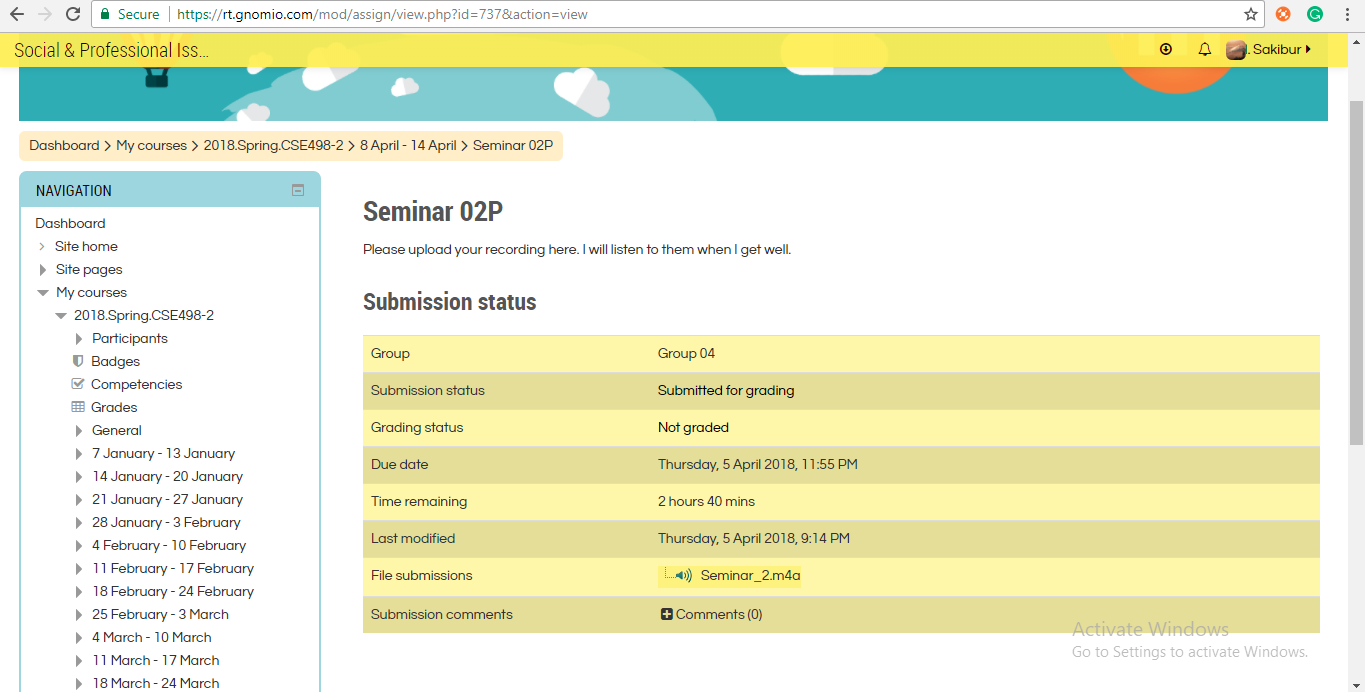 Secure https://rt.gnomio.com/mod/assign/view.php?id=737&action=view
Social & Professional Iss...
. Sakibur
Dashboard > My courses > 2018.Spring.CSE498-2 > 8 April - 14 April > Seminar 02P
NAVIGATION
Dashboard
Site home
Site pages
My courses
2018.Spring.CSE498-2
Participants
Badges
Competencies
Grades
General
7 January - 13 January
14 January - 20 January
21 January - 27 January
28 January - 3 February
4 February - 10 February
11 February - 17 February
18 February - 24 February
25 February - 3 March
4 March - 10 March
11 March - 17 March
18 March - 24 March
Seminar 02P
Please upload your recording here. I will listen to them when I get well.
Submission status
Group Group 04
Submission status Submitted for grading
Grading status Not graded
Due date Thursday, 5 April 2018, 11:55 PM
Time remaining 2 hours 40 mins
Last modified Thursday, 5 April 2018, 9:14 PM
File submissions Seminar_2.m4a
Submission comments Comments (0)
Activate Windows
Go to Settings to activate Windows.